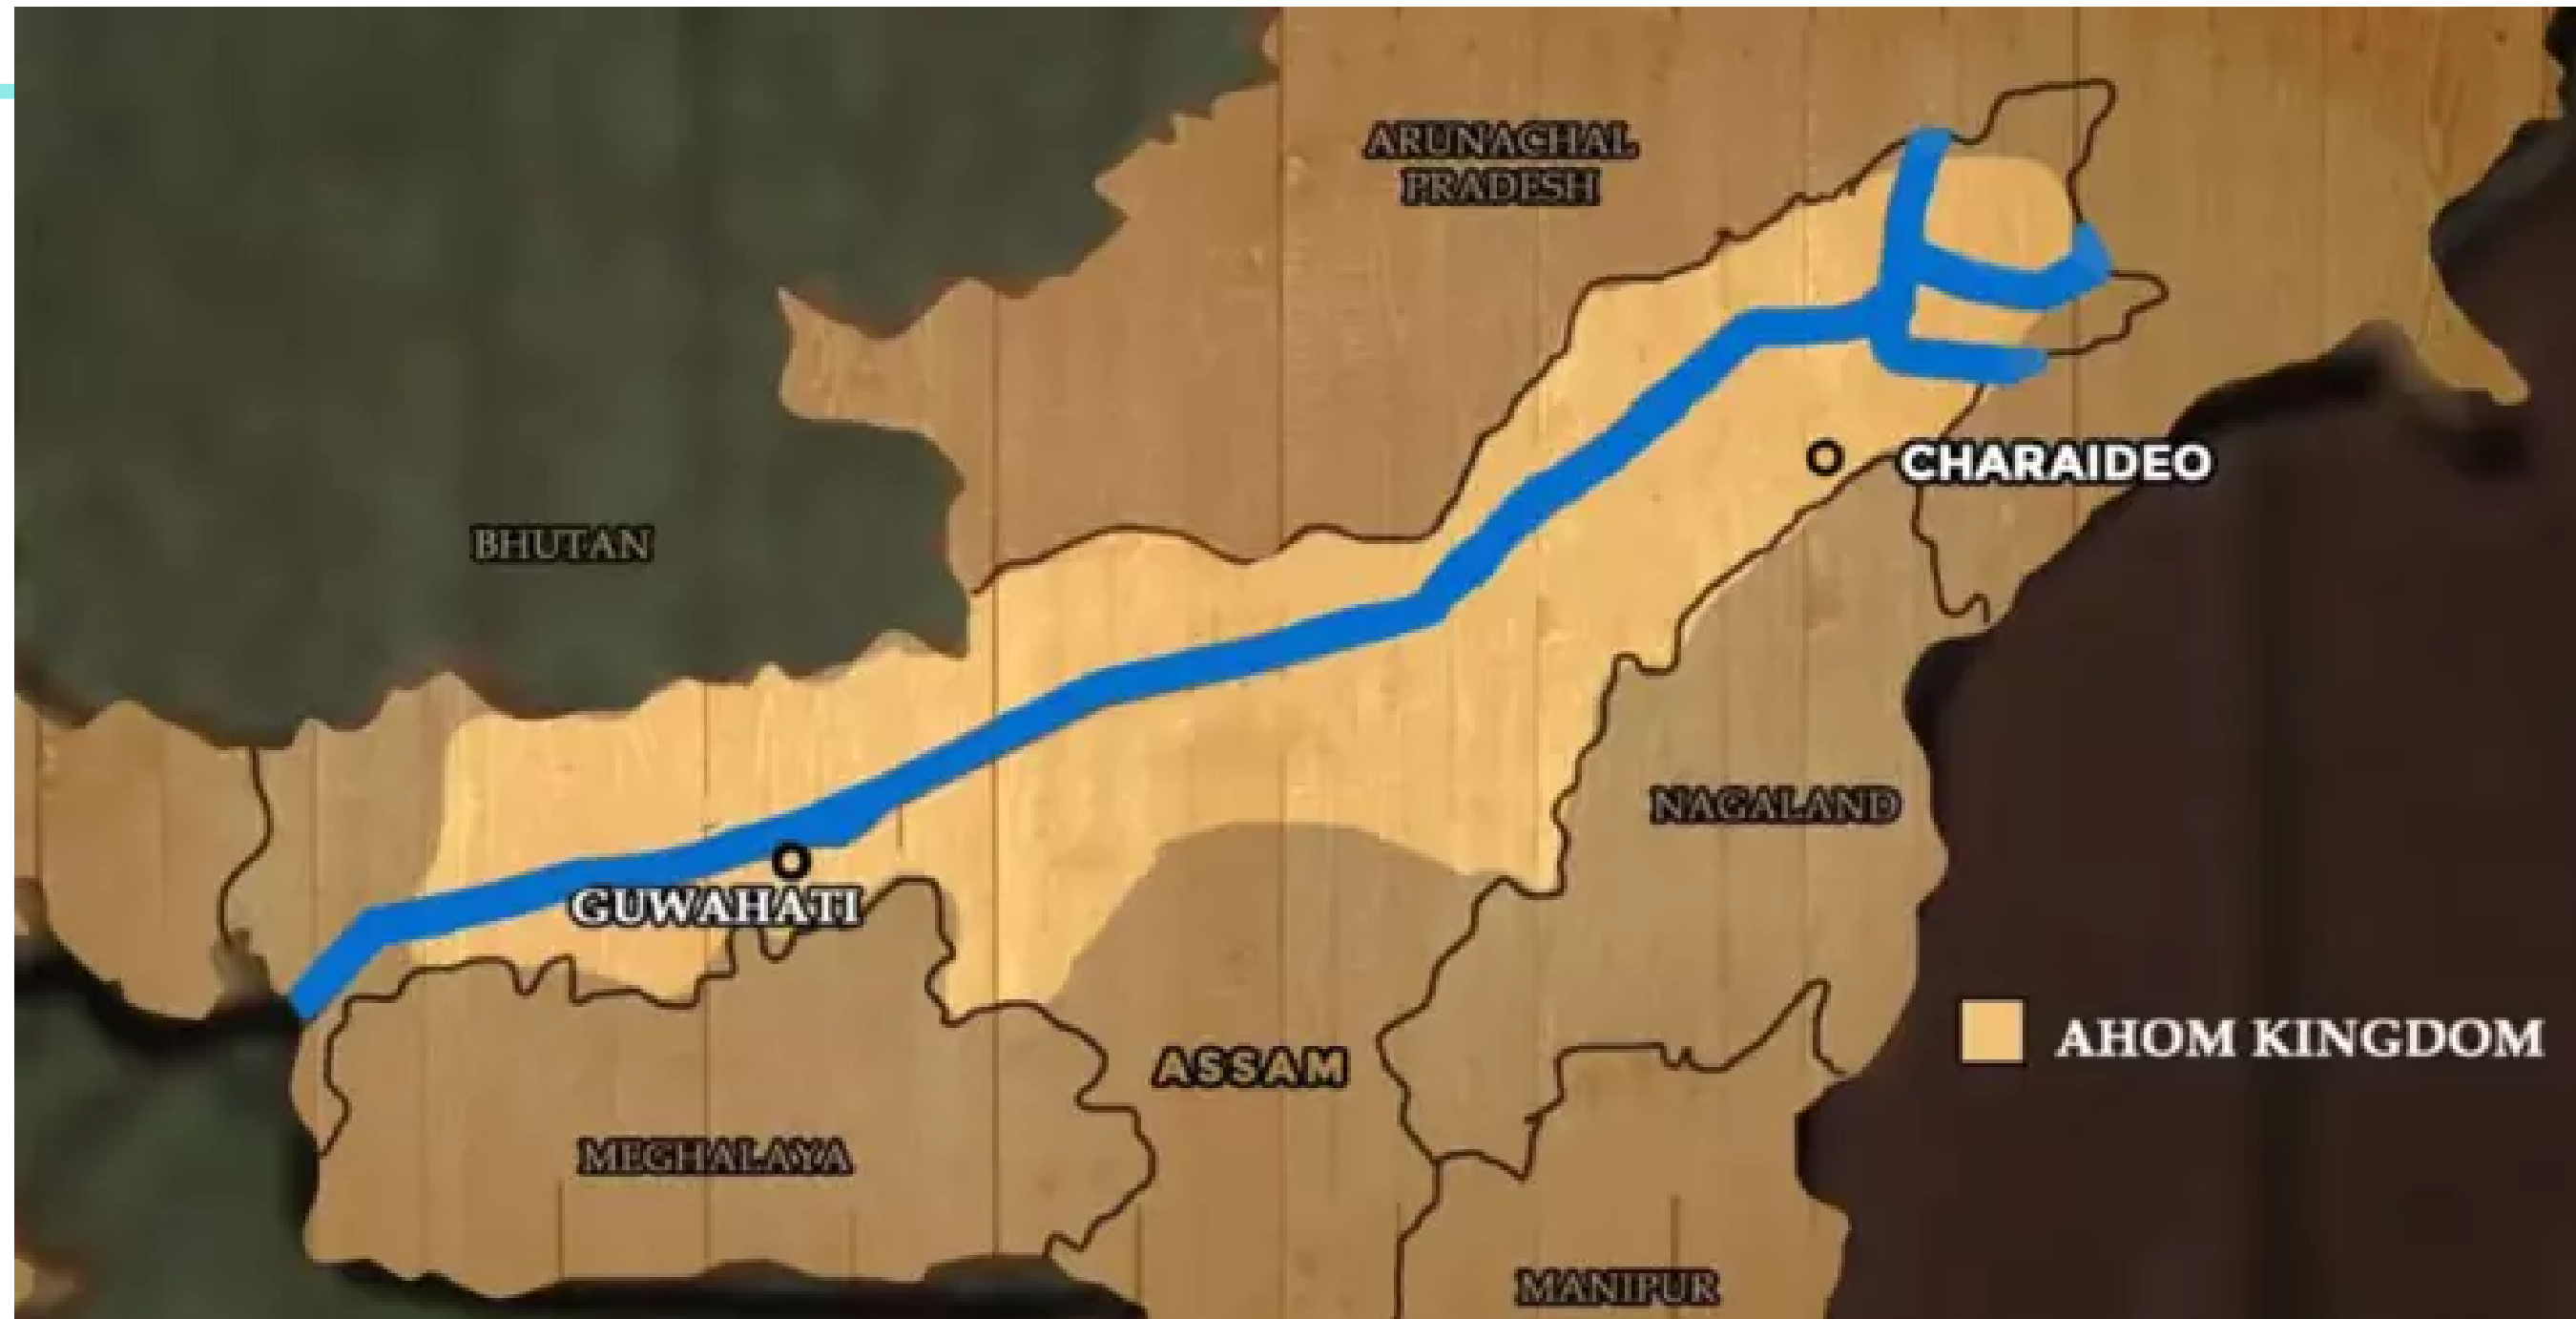 ARUNACHAL
PRADESH
CHARAIDEO
BHUTAN
NAGALAND
GUWAHATI
AHOM KINGDOM
ASSAM
MEGHALAYA
MANIPUR